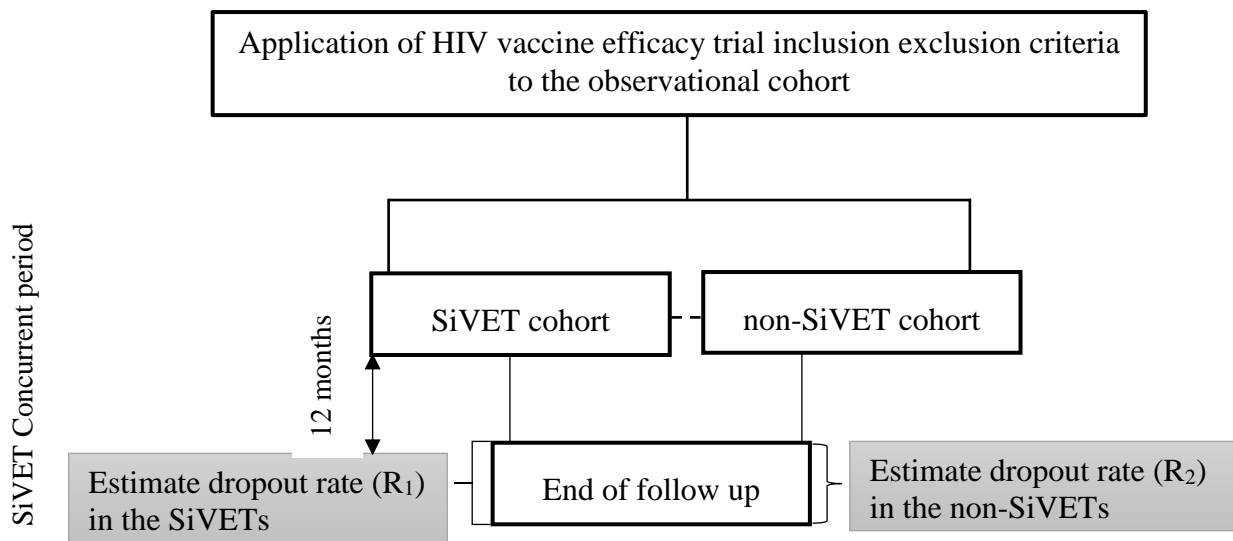 Application of HIV vaccine efficacy trial inclusion exclusion criteria
to the observational cohort
SiVET Concurrent period
SiVET cohort
non-SiVET cohort
12 months
Estimate dropout rate (R₁)
in the SiVETs
End of follow up
Estimate dropout rate (R₂)
in the non-SiVETs